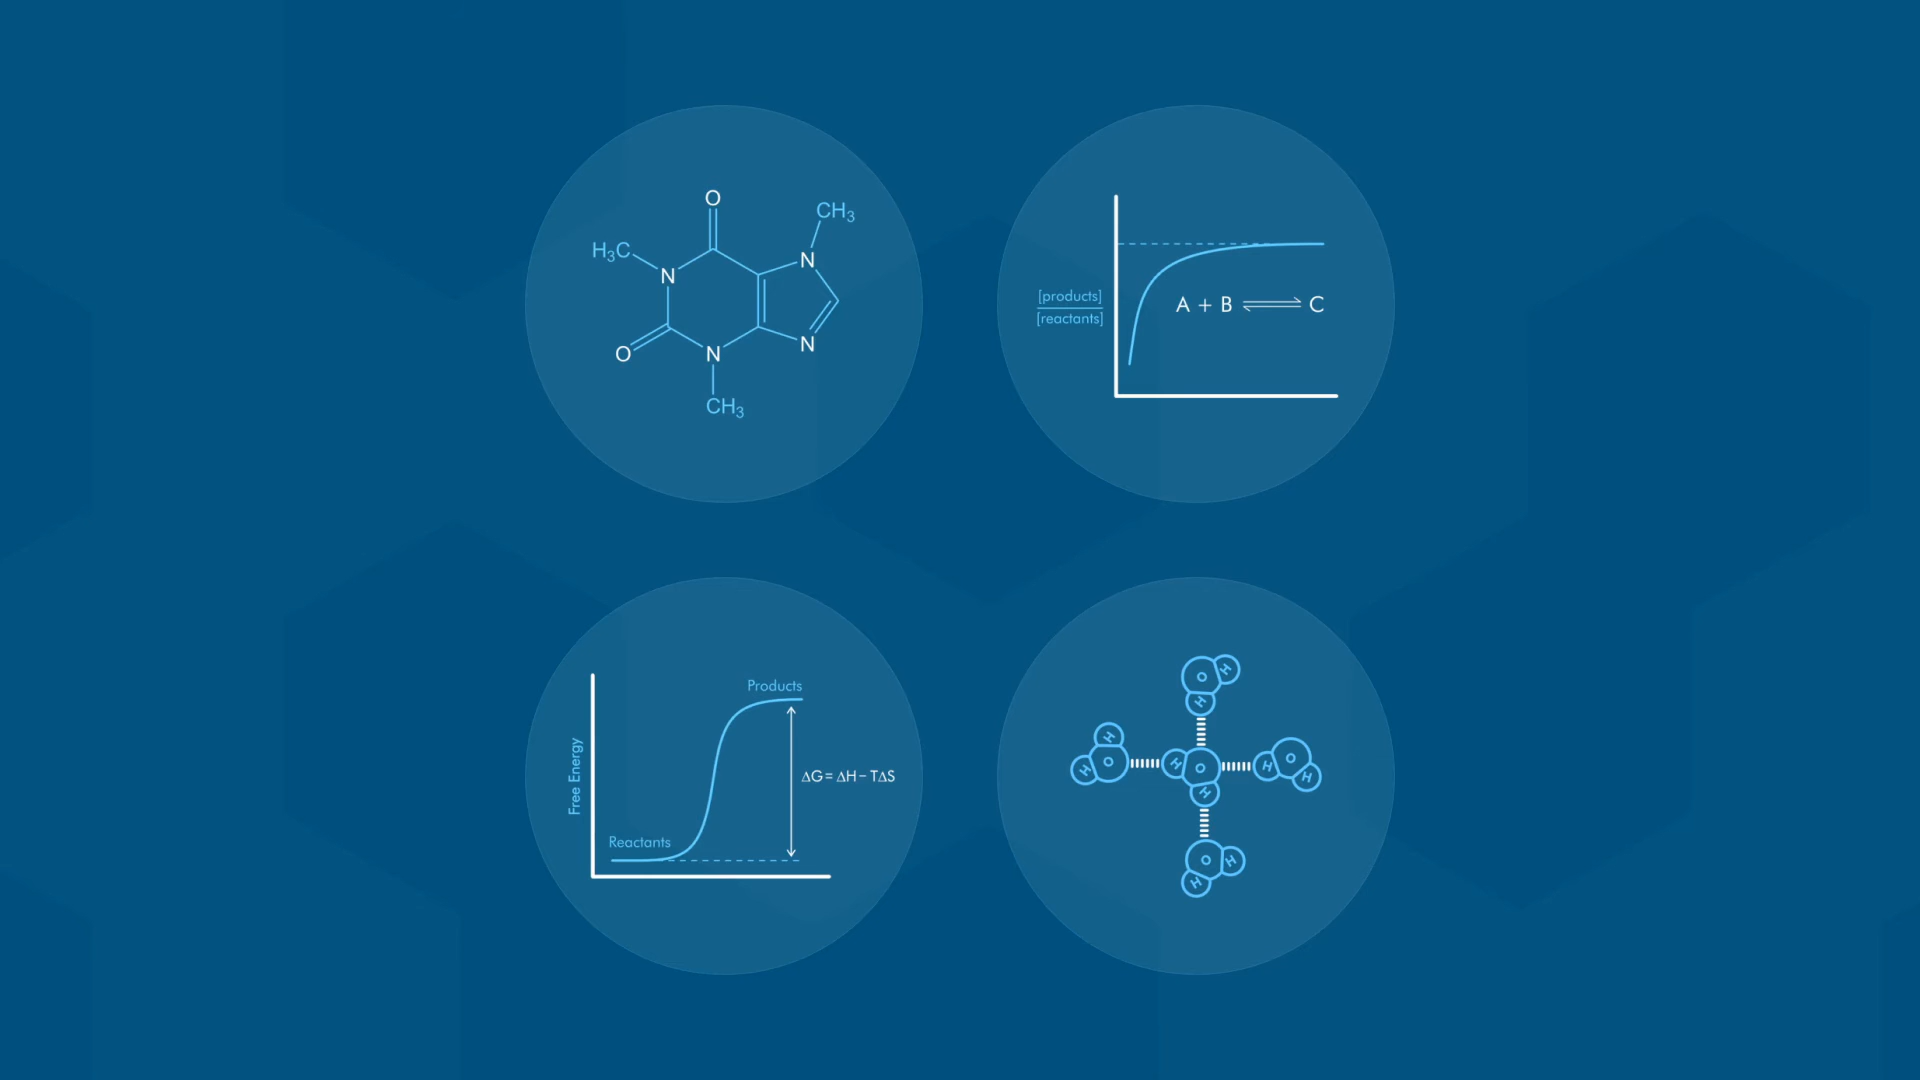 O
CH₃
H₃C
N
N
O
N
N
CH₃
[products]
[reactants]
A + B ⇌ C
Products
Free Energy
ΔG = ΔH − TΔS
Reactants
H
O
H
H
O
H
H
O
H
H
O
H
O
H
H